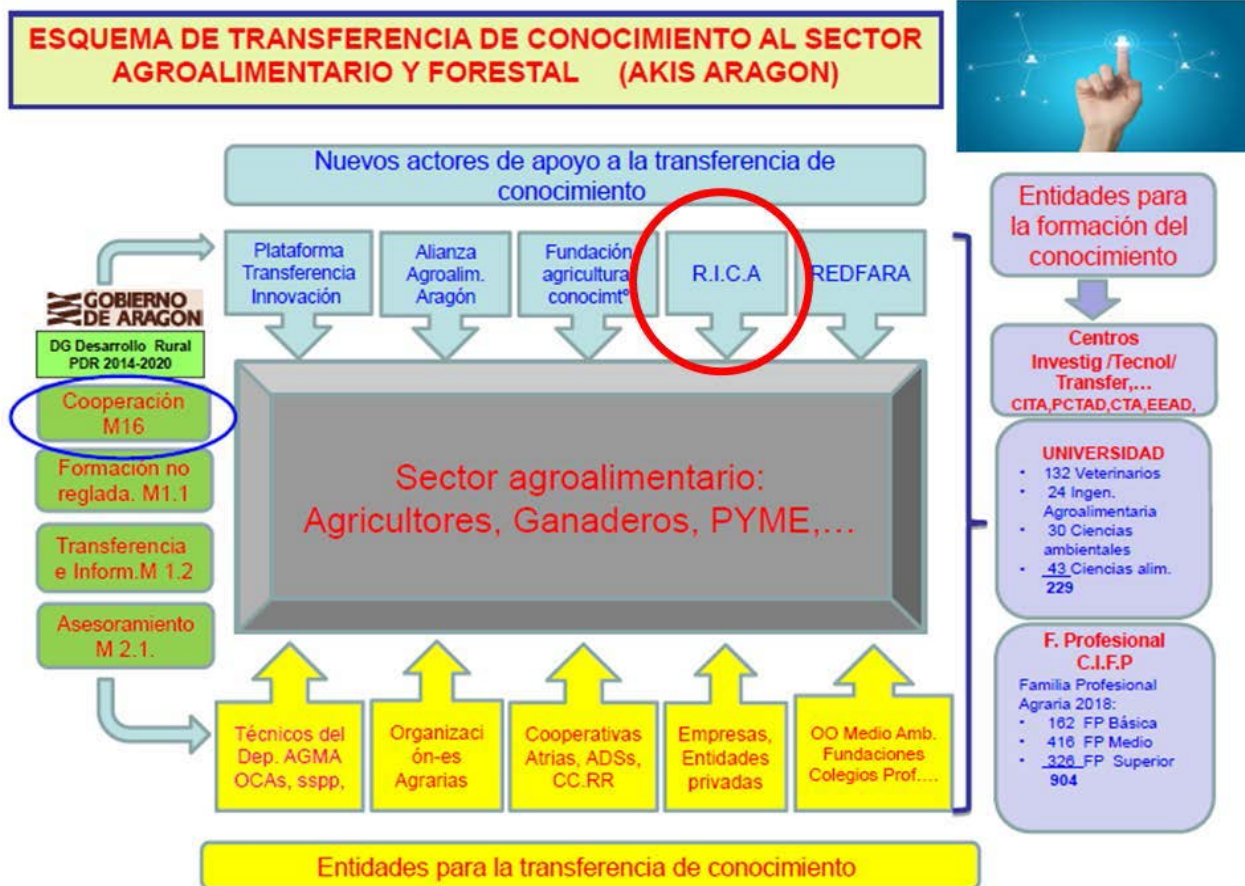 ESQUEMA DE TRANSFERENCIA DE CONOCIMIENTO AL SECTOR
AGROALIMENTARIO Y FORESTAL (AKIS ARAGON)
Nuevos actores de apoyo a la transferencia de
conocimiento
Plataforma
Transferencia
Innovación
Alianza
Agroalim.
Aragón
Fundación
agricultura
conocimtº
R.I.C.A
REDFARA
GOBIERNO
DE ARAGON
DG Desarrollo Rural
PDR 2014-2020
Cooperación
M16
Formación no
reglada. M1.1
Transferencia
e Inform.M 1.2
Asesoramiento
M 2.1.
Sector agroalimentario:
Agricultores, Ganaderos, PYME,...
Técnicos del
Dep. AGMA
OCAs, sspp,
Organizaci
ón-es
Agrarias
Cooperativas
Atrias, ADSs,
CC.RR
Empresas,
Entidades
privadas
OO Medio Amb.
Fundaciones
Colegios Prof....
Entidades para la transferencia de conocimiento
Entidades para
la formación del
conocimiento
Centros
Investig /Tecnol/
Transfer,...
CITA,PCTAD,CTA,EEAD,
UNIVERSIDAD
• 132 Veterinarios
• 24 Ingen.
Agroalimentaria
• 30 Ciencias
ambientales
• 43 Ciencias alim.
229
F. Profesional
C.I.F.P
Familia Profesional
Agraria 2018:
• 162 FP Básica
• 416 FP Medio
• 326 FP Superior
904